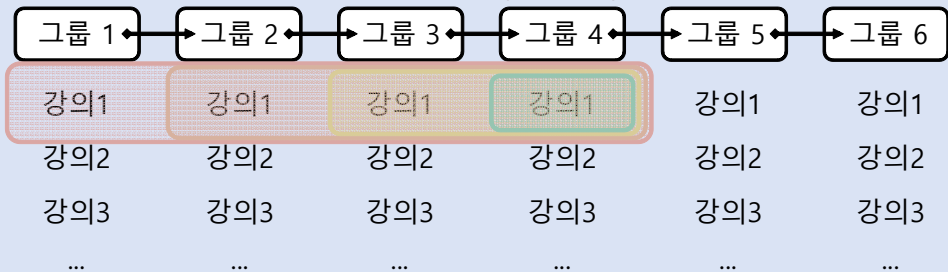 그룹 1 그룹 2 그룹 3 그룹 4 그룹 5 그룹 6
강의1 강의1 강의1 강의1 강의1 강의1
강의2 강의2 강의2 강의2 강의2 강의2
강의3 강의3 강의3 강의3 강의3 강의3
... ... ... ... ... ...